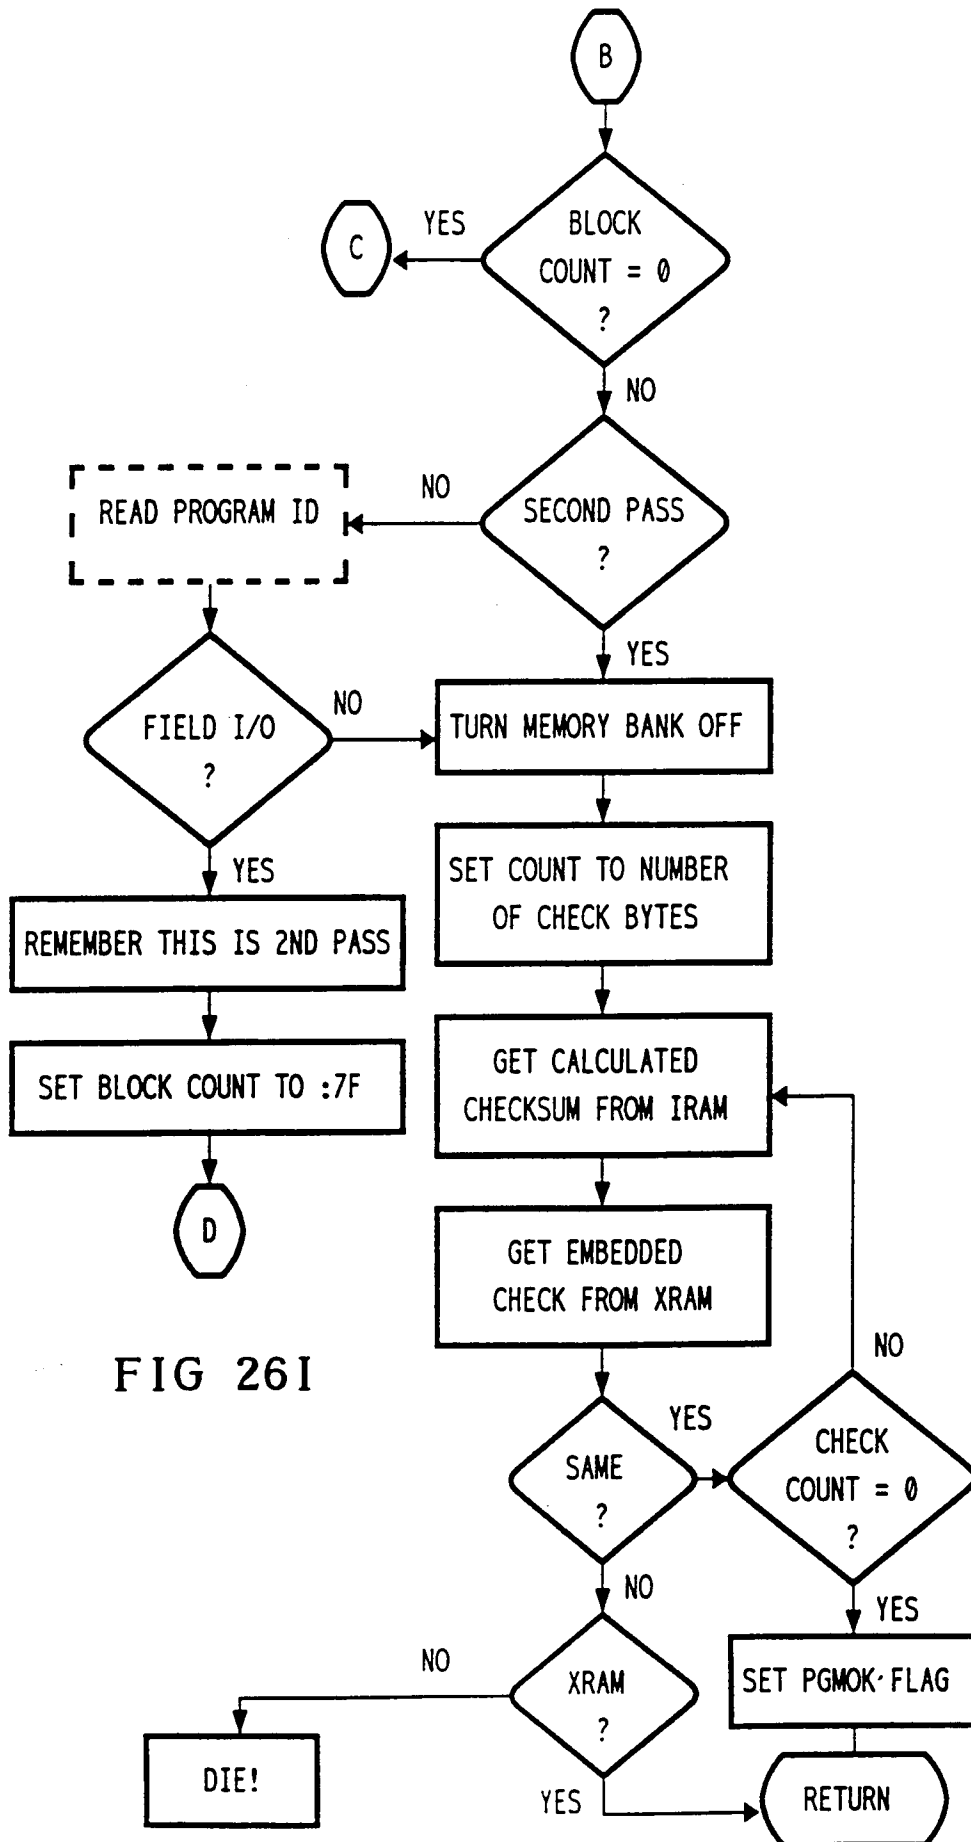 B
BLOCK
COUNT = 0
?
YES
C
NO
SECOND PASS
?
NO
READ PROGRAM ID
YES
FIELD I/O
?
NO
TURN MEMORY BANK OFF
YES
SET COUNT TO NUMBER
OF CHECK BYTES
REMEMBER THIS IS 2ND PASS
GET CALCULATED
CHECKSUM FROM IRAM
SET BLOCK COUNT TO :7F
D
GET EMBEDDED
CHECK FROM XRAM
FIG 26I
NO
SAME
?
YES
CHECK
COUNT = 0
?
NO
YES
XRAM
?
NO
SET PGMOK-FLAG
DIE!
YES
RETURN